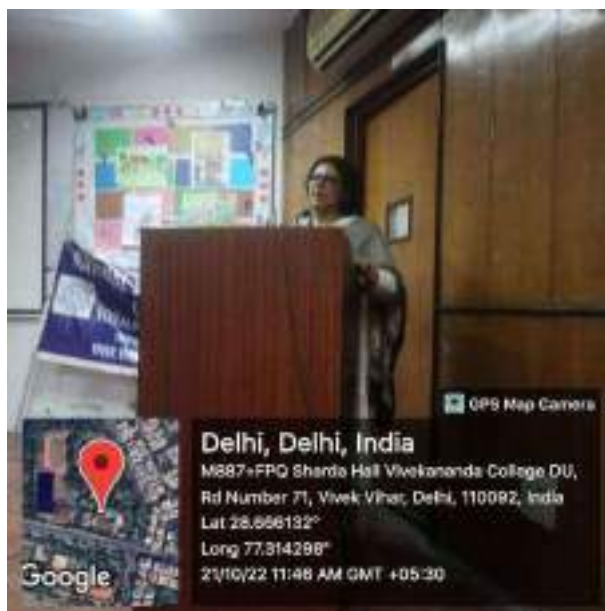 GPS Map Camera
Delhi, Delhi, India
M887+FPQ Sharda Hall Vivekananda College DU,
Rd Number 71, Vivek Vihar, Delhi, 110092, India
Lat 28.666132°
Long 77.314298°
21/10/22 11:46 AM GMT +05:30
Google